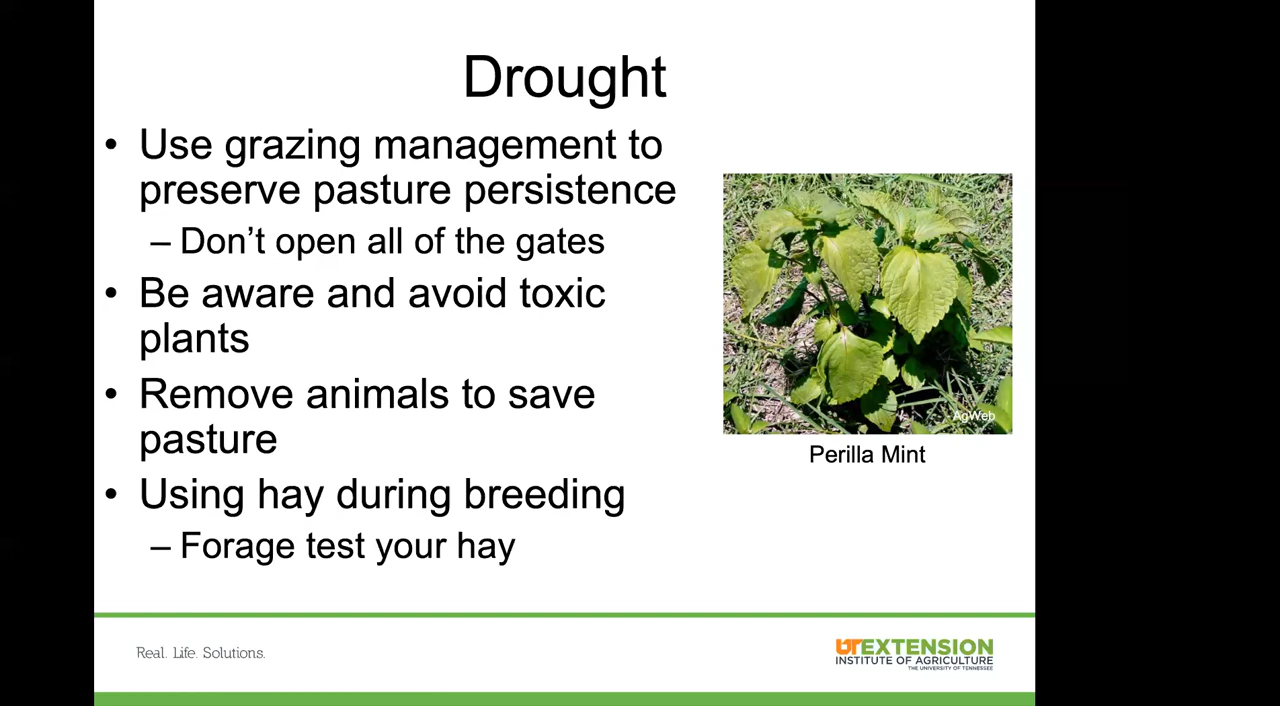 Drought
• Use grazing management to
preserve pasture persistence
– Don't open all of the gates
• Be aware and avoid toxic
plants
• Remove animals to save
pasture
• Using hay during breeding
– Forage test your hay
AgWeb
Perilla Mint
Real. Life. Solutions.
UTEXTENSION
INSTITUTE OF AGRICULTURE
THE UNIVERSITY OF TENNESSEE